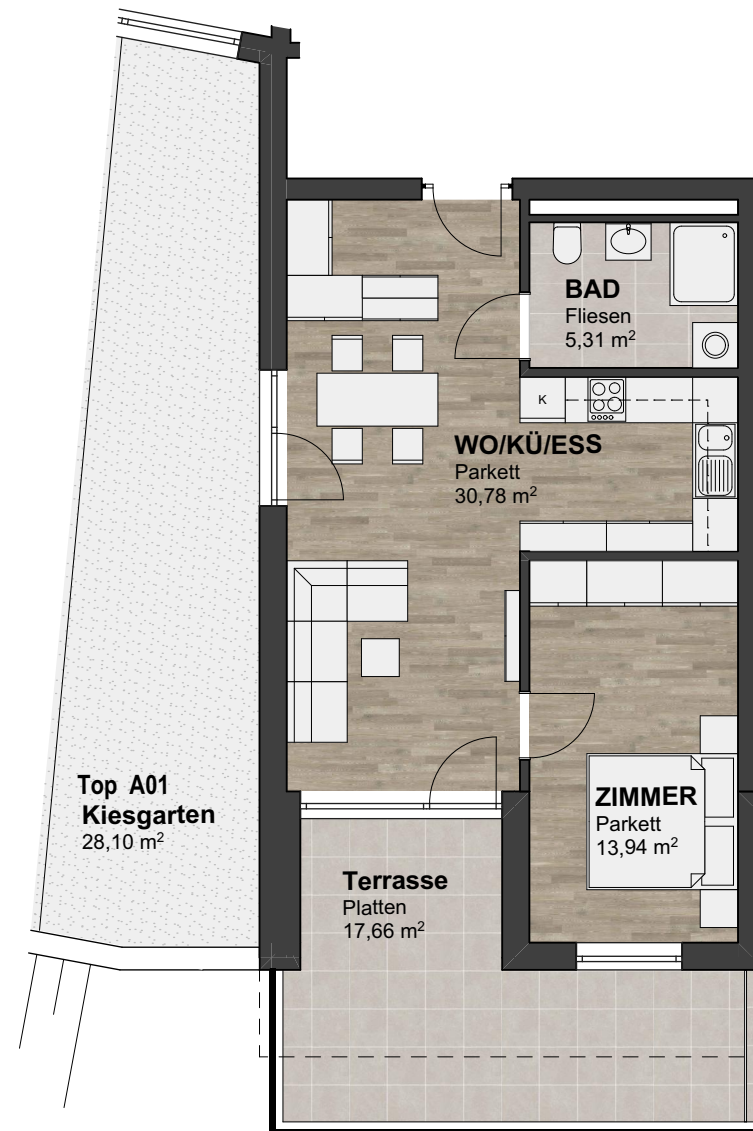 BAD
Fliesen
5,31 m²
K
WO/KÜ/ESS
Parkett
30,78 m²
Top A01
Kiesgarten
28,10 m²
ZIMMER
Parkett
13,94 m²
Terrasse
Platten
17,66 m²